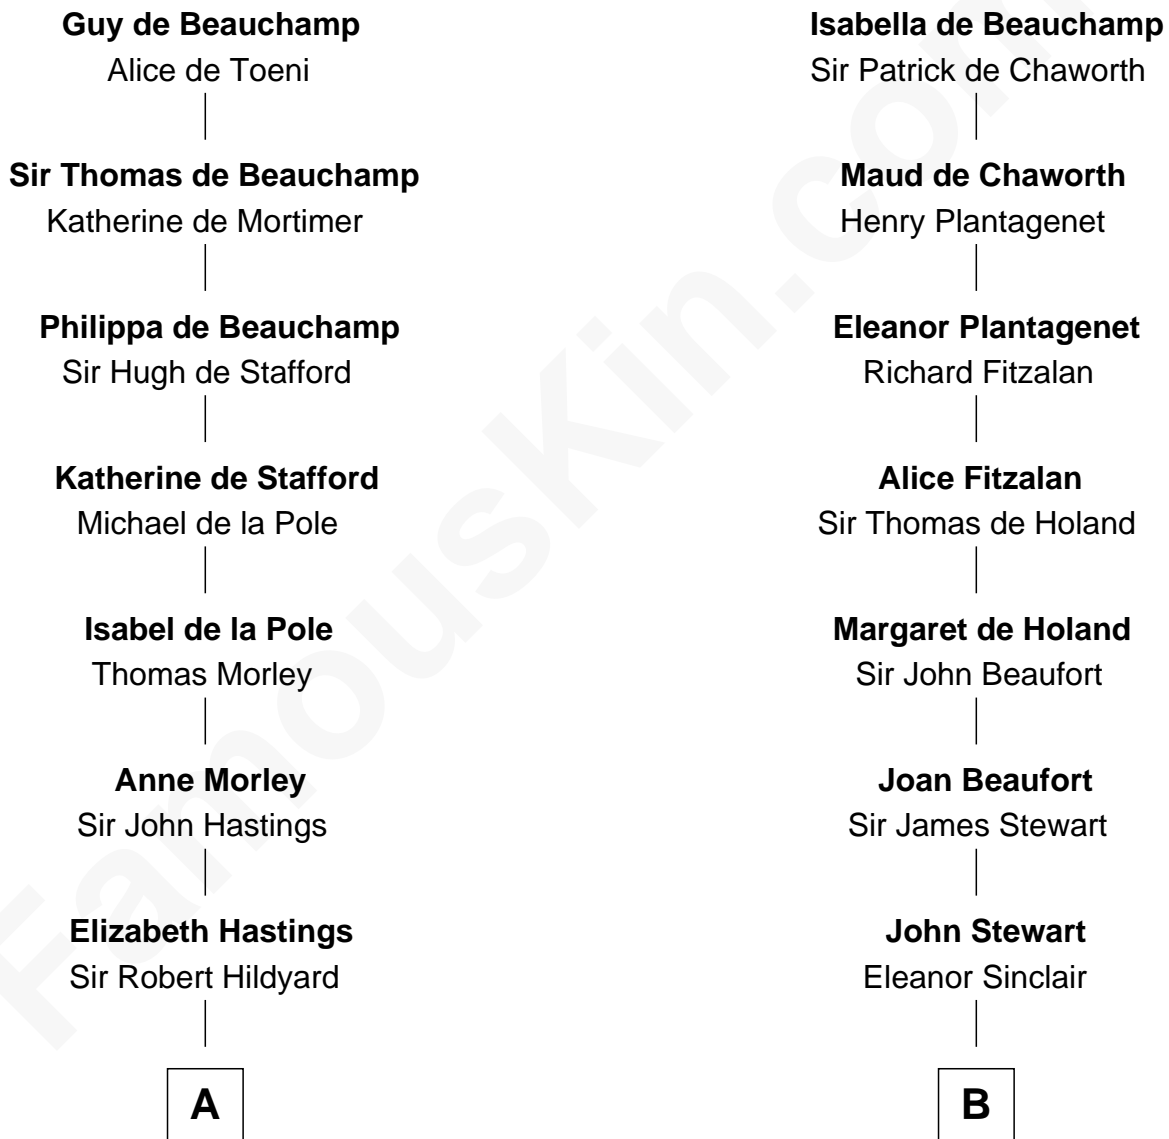 Guy de Beauchamp
Alice de Toeni
Sir Thomas de Beauchamp
Katherine de Mortimer
Philippa de Beauchamp
Sir Hugh de Stafford
Katherine de Stafford
Michael de la Pole
Isabel de la Pole
Thomas Morley
Anne Morley
Sir John Hastings
Elizabeth Hastings
Sir Robert Hildyard
A
Isabella de Beauchamp
Sir Patrick de Chaworth
Maud de Chaworth
Henry Plantagenet
Eleanor Plantagenet
Richard Fitzalan
Alice Fitzalan
Sir Thomas de Holand
Margaret de Holand
Sir John Beaufort
Joan Beaufort
Sir James Stewart
John Stewart
Eleanor Sinclair
B
FamousKin.com